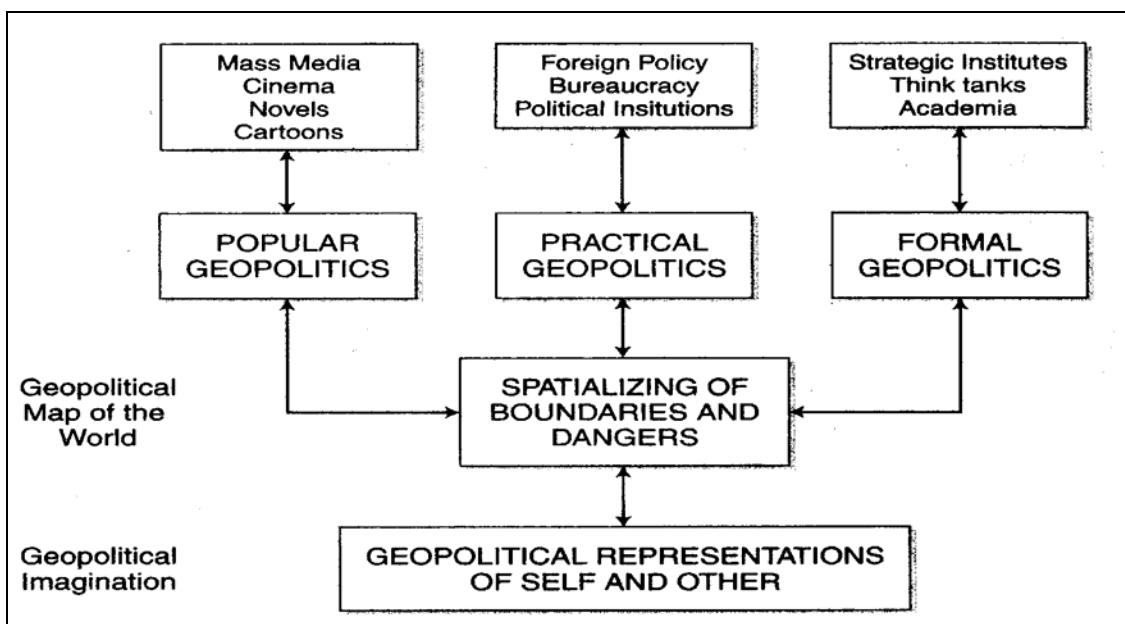 Mass Media
Cinema
Novels
Cartoons
Foreign Policy
Bureaucracy
Political Insitutions
Strategic Institutes
Think tanks
Academia
POPULAR
GEOPOLITICS
PRACTICAL
GEOPOLITICS
FORMAL
GEOPOLITICS
Geopolitical
Map of the
World
SPATIALIZING OF
BOUNDARIES AND
DANGERS
Geopolitical
Imagination
GEOPOLITICAL REPRESENTATIONS
OF SELF AND OTHER